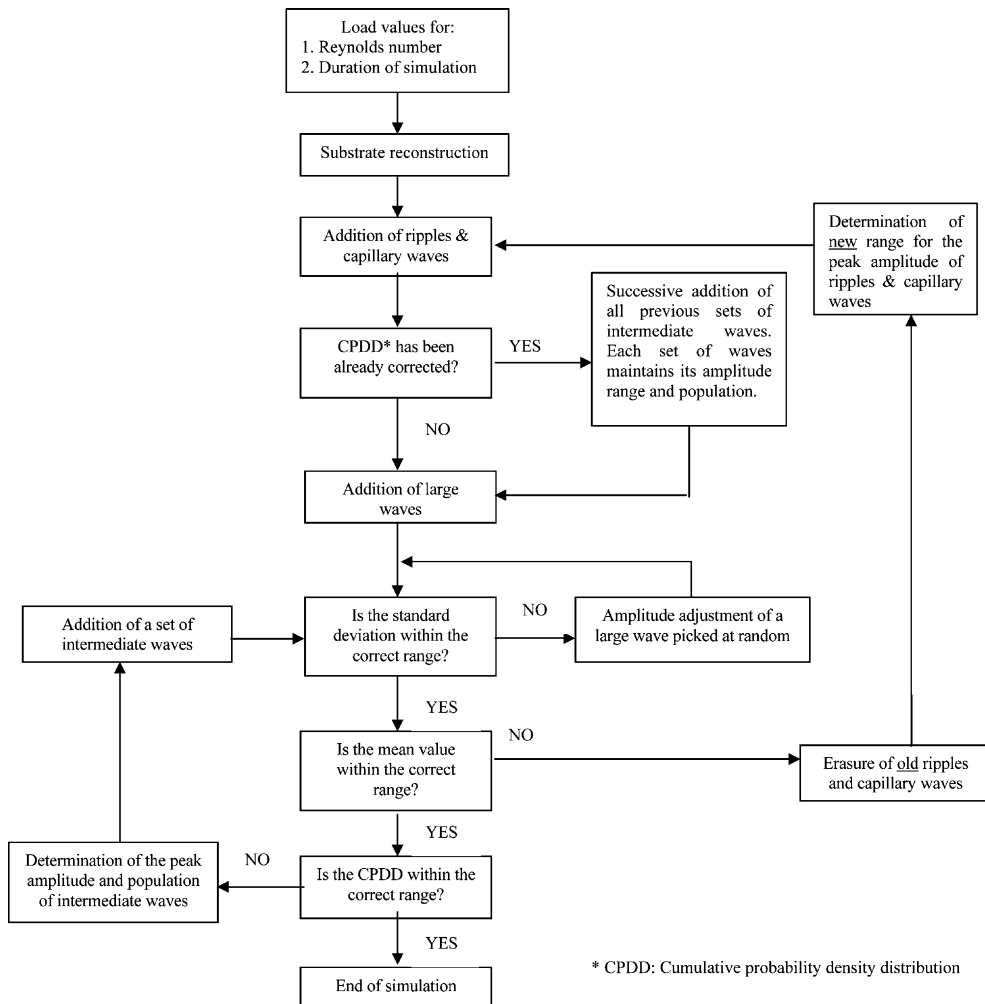 Load values for:
1. Reynolds number
2. Duration of simulation
Substrate reconstruction
Addition of ripples &
capillary waves
Determination of
new range for the
peak amplitude of
ripples & capillary
waves
CPDD* has been
already corrected?
YES
Successive addition of
all previous sets of
intermediate waves.
Each set of waves
maintains its amplitude
range and population.
NO
Addition of large
waves
Addition of a set of
intermediate waves
Is the standard
deviation within the
correct range?
NO
Amplitude adjustment of a
large wave picked at random
YES
Is the mean value
within the correct
range?
NO
Erasure of old ripples
and capillary waves
YES
Determination of the peak
amplitude and population
of intermediate waves
NO
Is the CPDD within the
correct range?
YES
End of simulation
* CPDD: Cumulative probability density distribution